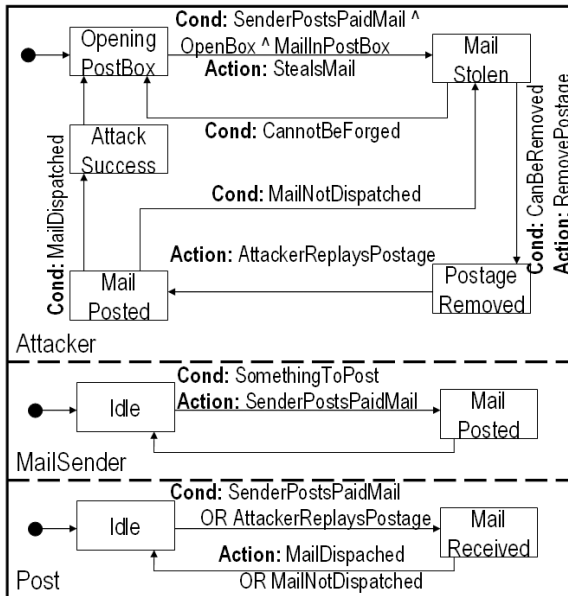 Cond: SenderPostsPaidMail ^
OpenBox ^ MailInPostBox
Action: StealsMail
Opening
PostBox
Mail
Stolen
Cond: CannotBeForged
Attack
Success
Cond: MailNotDispatched
Cond: MailDispatched
Cond: CanBeRemoved
Action: RemovePostage
Action: AttackerReplaysPostage
Mail
Posted
Postage
Removed
Attacker
Cond: SomethingToPost
Action: SenderPostsPaidMail
Idle
Mail
Posted
MailSender
Cond: SenderPostsPaidMail
OR AttackerReplaysPostage
Idle
Mail
Received
Action: MailDispached
OR MailNotDispatched
Post